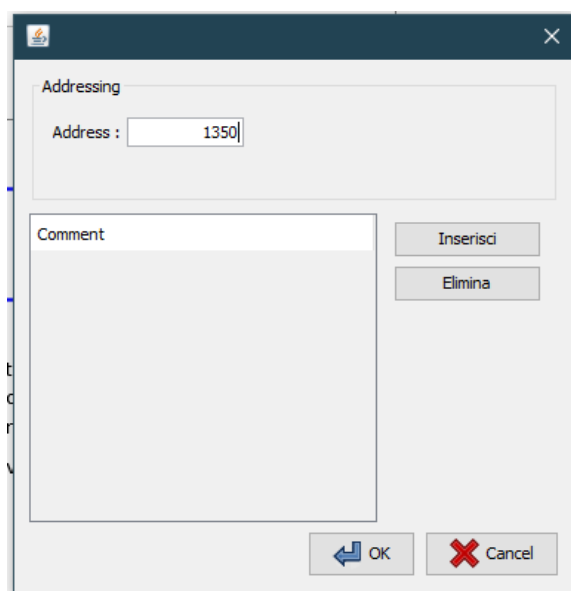 Addressing
Address : 1350
Comment
Inserisci
Elimina
OK
Cancel